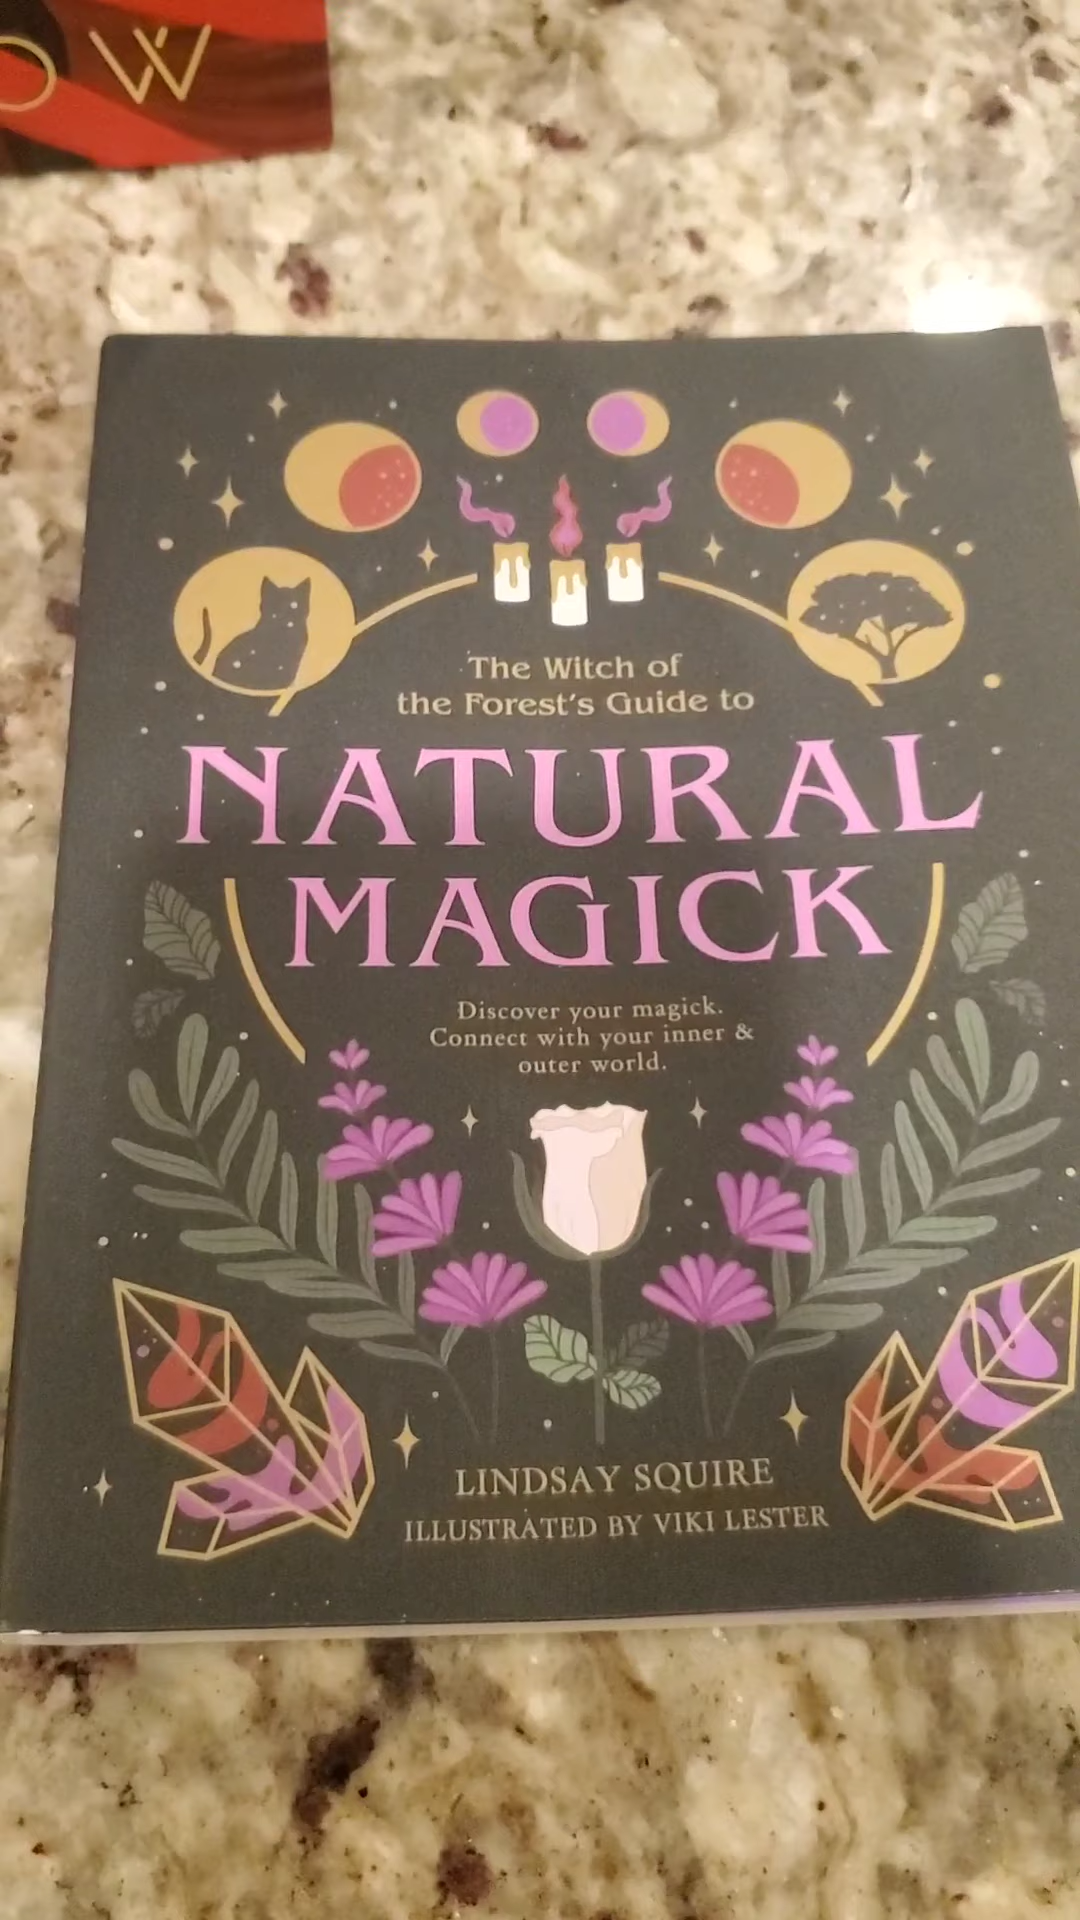 OW
The Witch of
the Forest's Guide to
NATURAL
MAGICK
Discover your magick.
Connect with your inner &
outer world.
LINDSAY SQUIRE
ILLUSTRATED BY VIKI LESTER